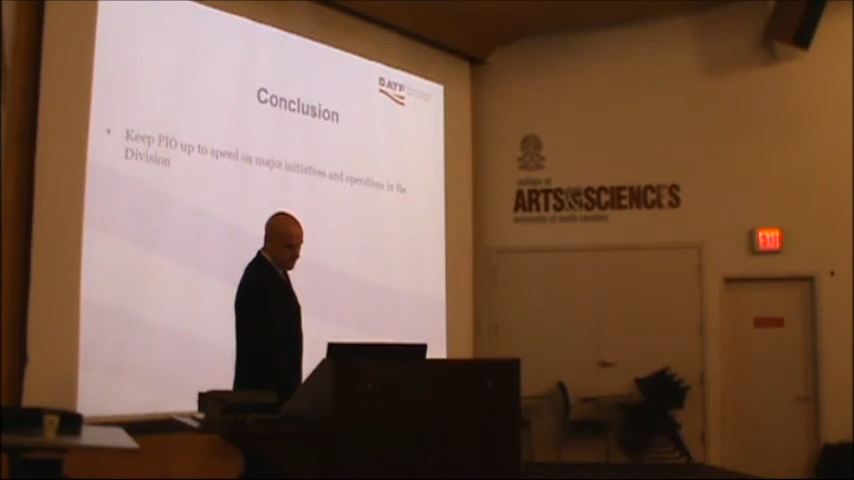 ATF
Conclusion
• Keep PIO up to speed on major initiatives and operations in the
Division
college of
ARTS&SCIENCES
university of south carolina
EXIT